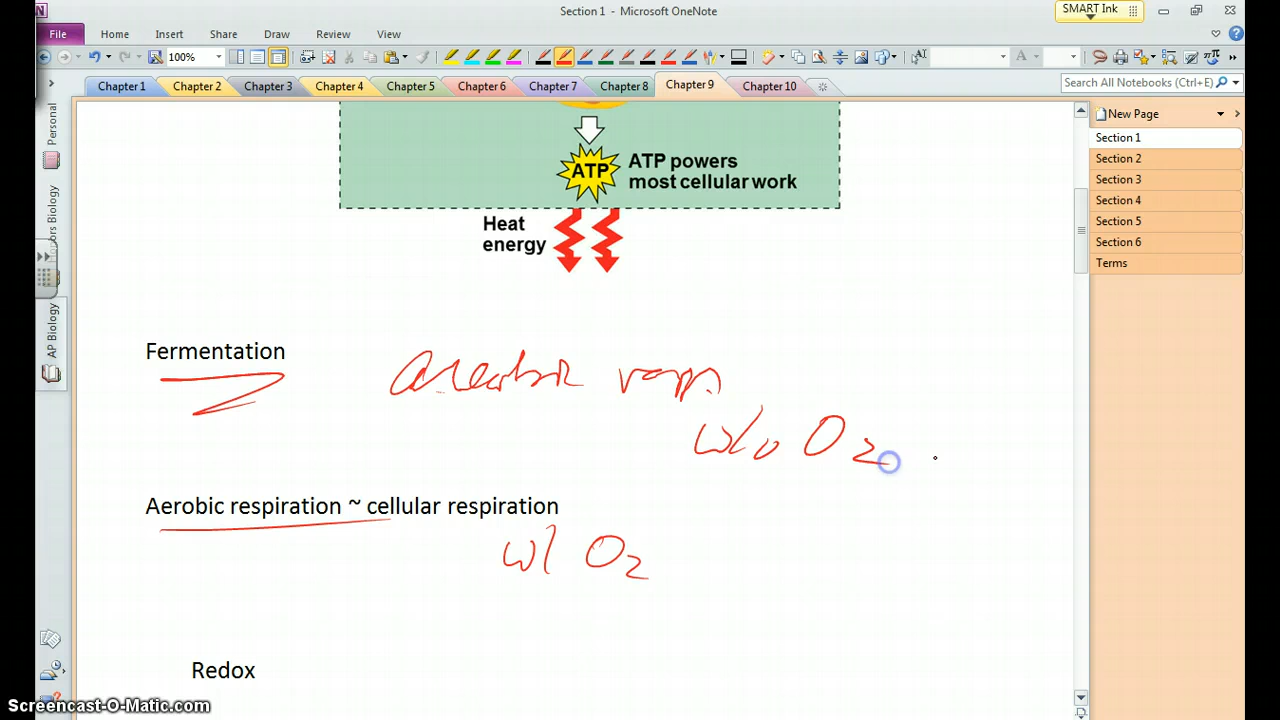 Section 1 - Microsoft OneNote
SMART Ink
File Home Insert Share Draw Review View
100%
Chapter 1 Chapter 2 Chapter 3 Chapter 4 Chapter 5 Chapter 6 Chapter 7 Chapter 8 Chapter 9 Chapter 10
Search All Notebooks (Ctrl+E)
Personal
Honors Biology
AP Biology
New Page
Section 1
Section 2
Section 3
Section 4
Section 5
Section 6
Terms
ATP
ATP powers
most cellular work
Heat
energy
Fermentation
resp.
w/o O2
Aerobic respiration ~ cellular respiration
w/ O2
Redox
Screencast-O-Matic.com